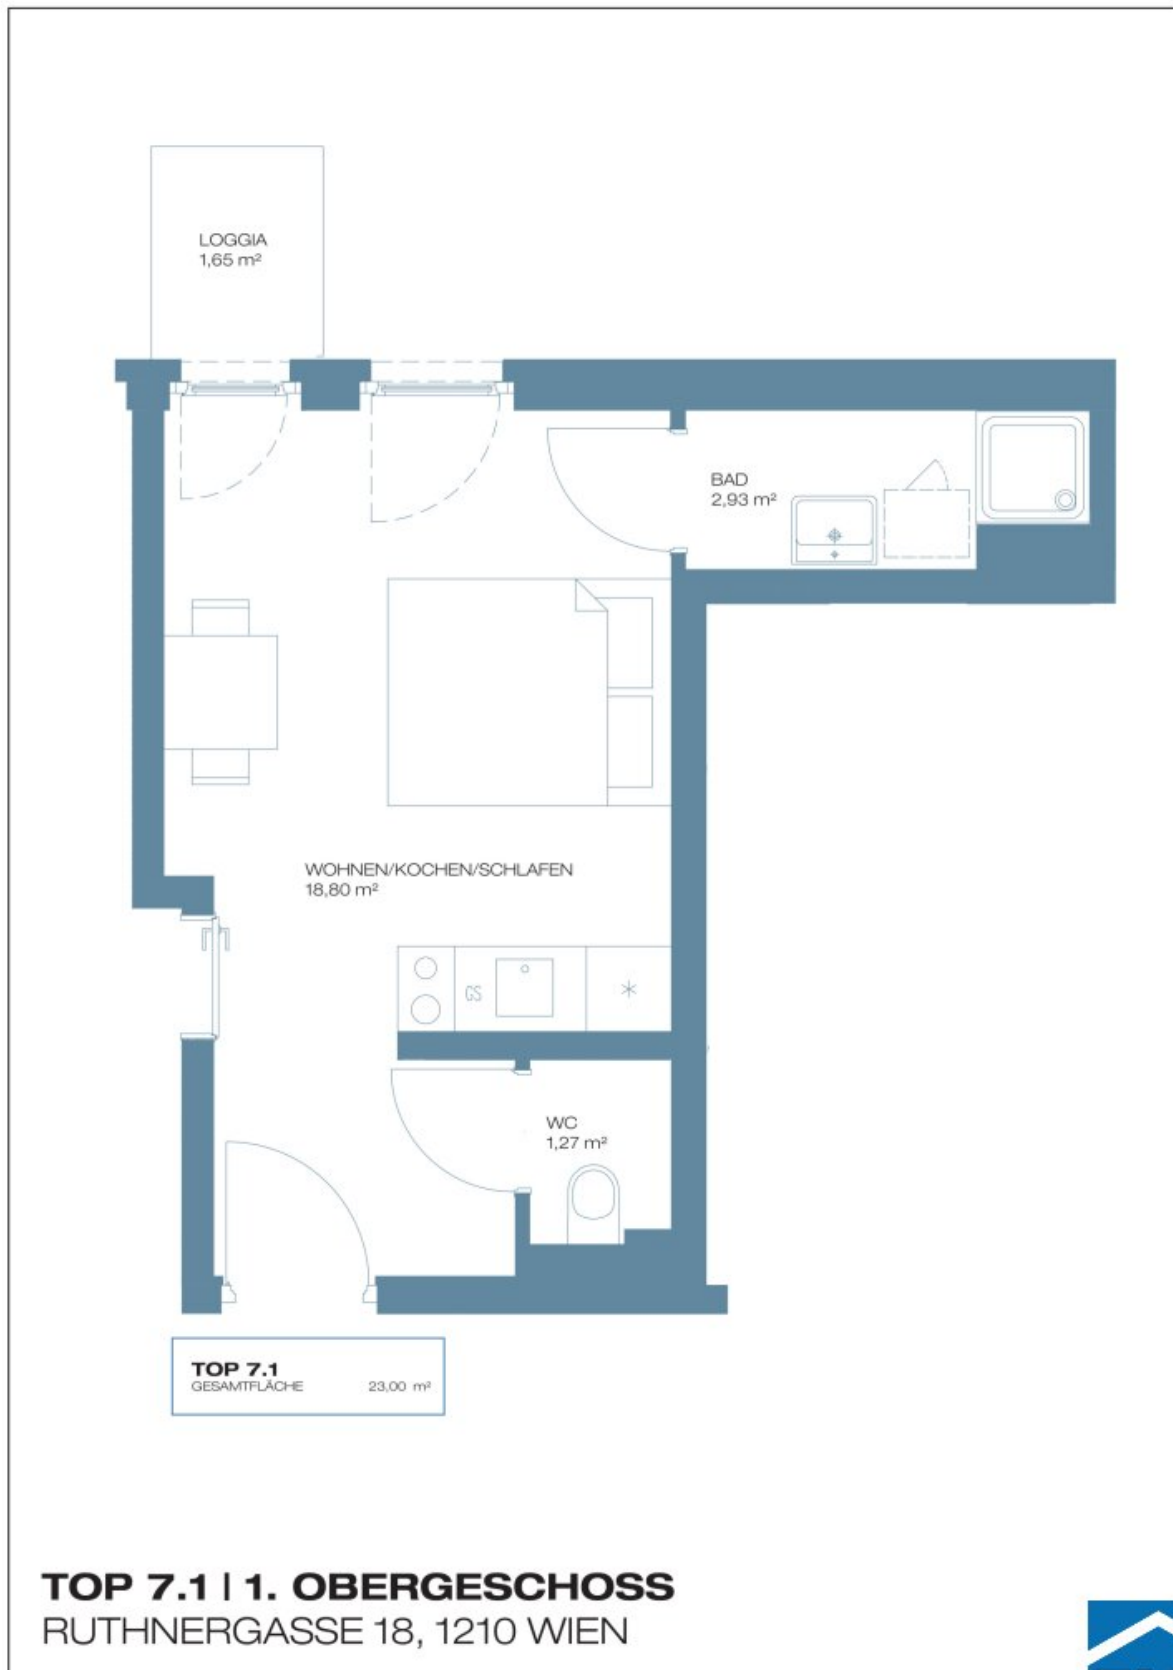 LOGGIA
1,65 m²
BAD
2,93 m²
WOHNEN/KOCHEN/SCHLAFEN
18,80 m²
GS
WC
1,27 m²
TOP 7.1
GESAMTFLÄCHE 23,00 m²
TOP 7.1 | 1. OBERGESCHOSS
RUTHNERGASSE 18, 1210 WIEN